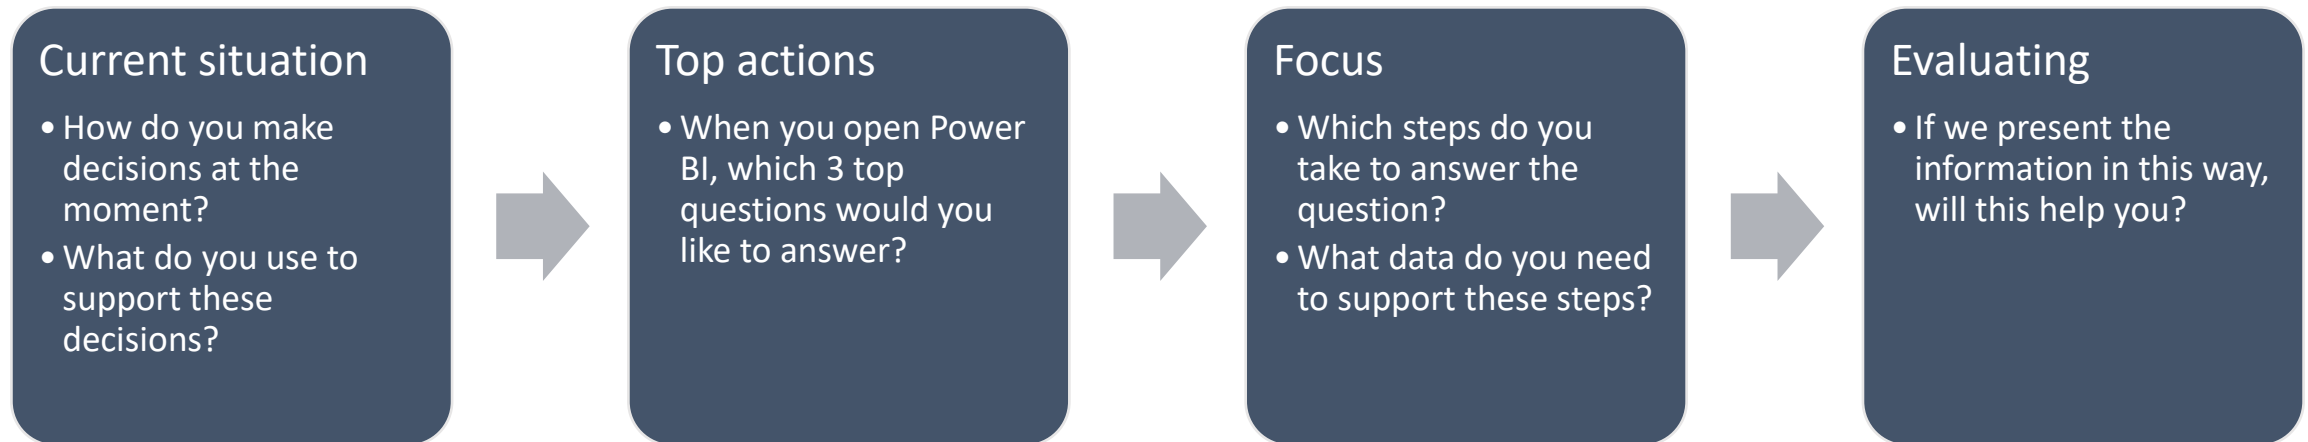 Current situation
• How do you make
decisions at the
moment?
• What do you use to
support these
decisions?
Top actions
• When you open Power
BI, which 3 top
questions would you
like to answer?
Focus
• Which steps do you
take to answer the
question?
• What data do you need
to support these steps?
Evaluating
• If we present the
information in this way,
will this help you?